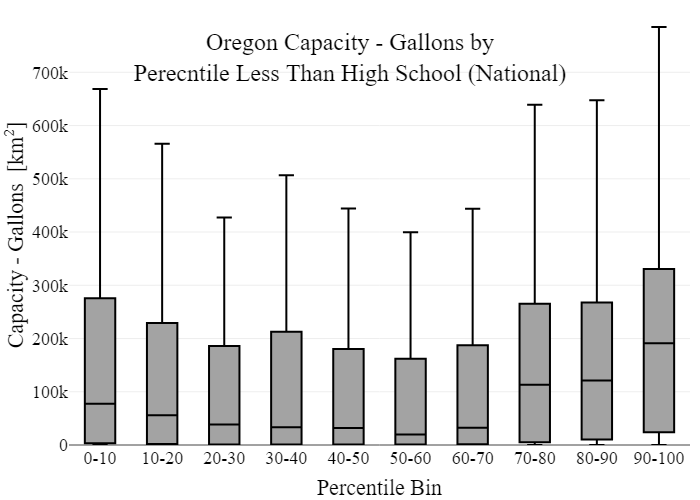 Oregon Capacity - Gallons by
Perecntile Less Than High School (National)
Capacity - Gallons [km²]
700k
600k
500k
400k
300k
200k
100k
0
0-10 10-20 20-30 30-40 40-50 50-60 60-70 70-80 80-90 90-100
Percentile Bin